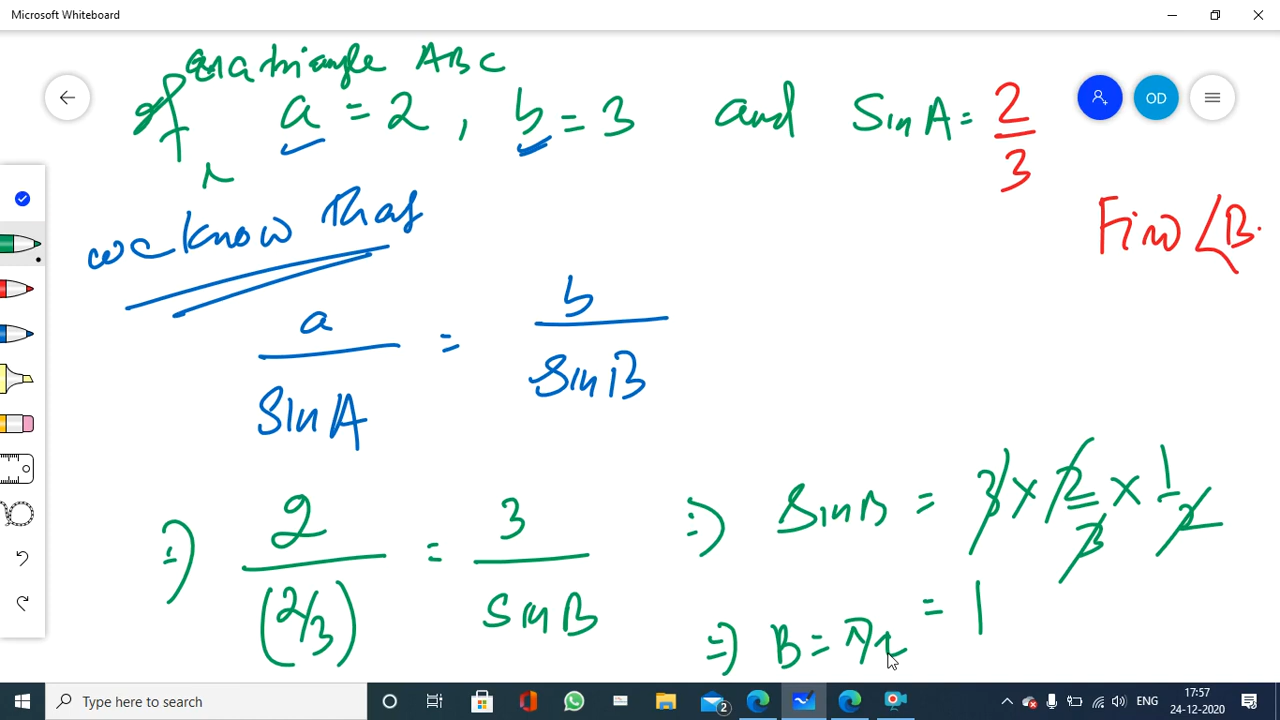 Microsoft Whiteboard
In a triangle ABC
If a = 2, b = 3 and Sin A = 2/3
Find ∠B.
we know that
a/Sin A = b/Sin B
⇒ 2/(2/3) = 3/Sin B
⇒ Sin B = 3 × 2/3 × 1/2
= 1
⇒ B = π/2
OD
Type here to search
2
ENG
17:57
24-12-2020